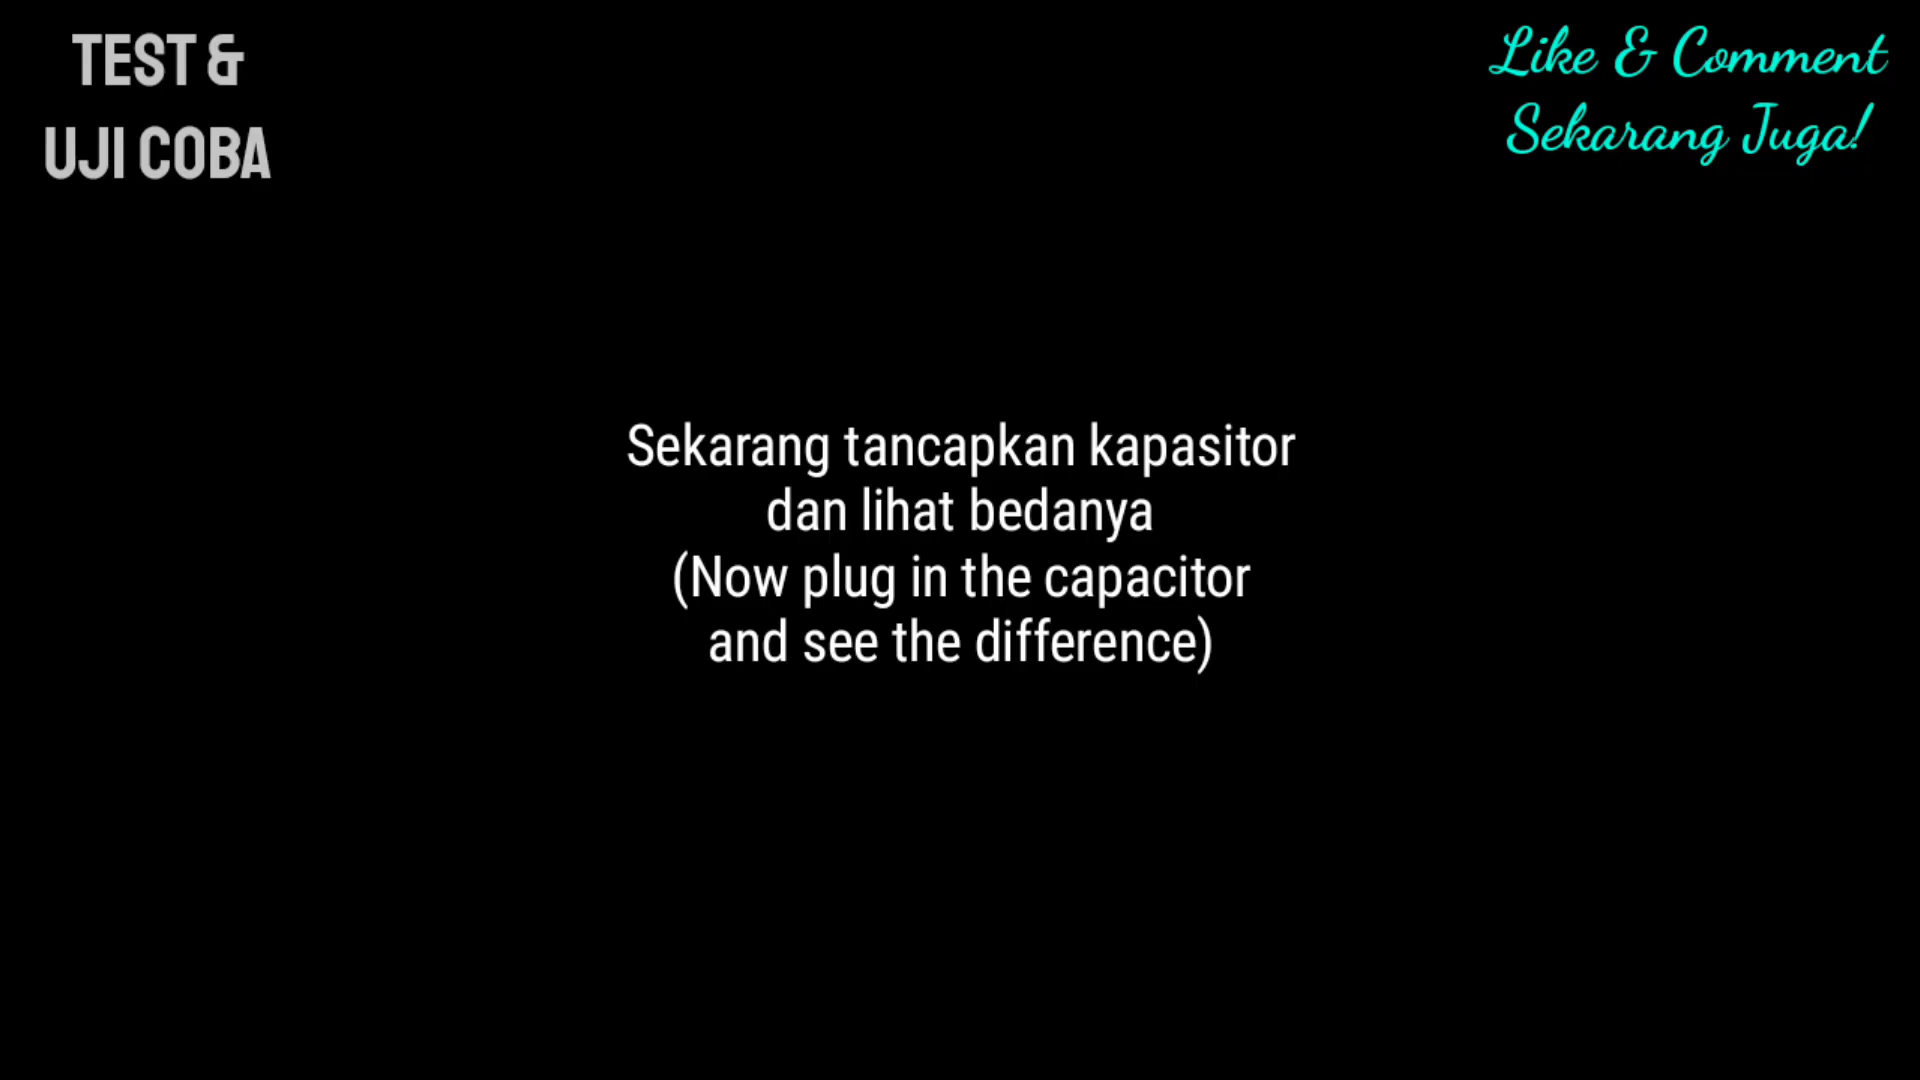 TEST &
UJI COBA
Like & Comment
Sekarang Juga!
Sekarang tancapkan kapasitor
dan lihat bedanya
(Now plug in the capacitor
and see the difference)